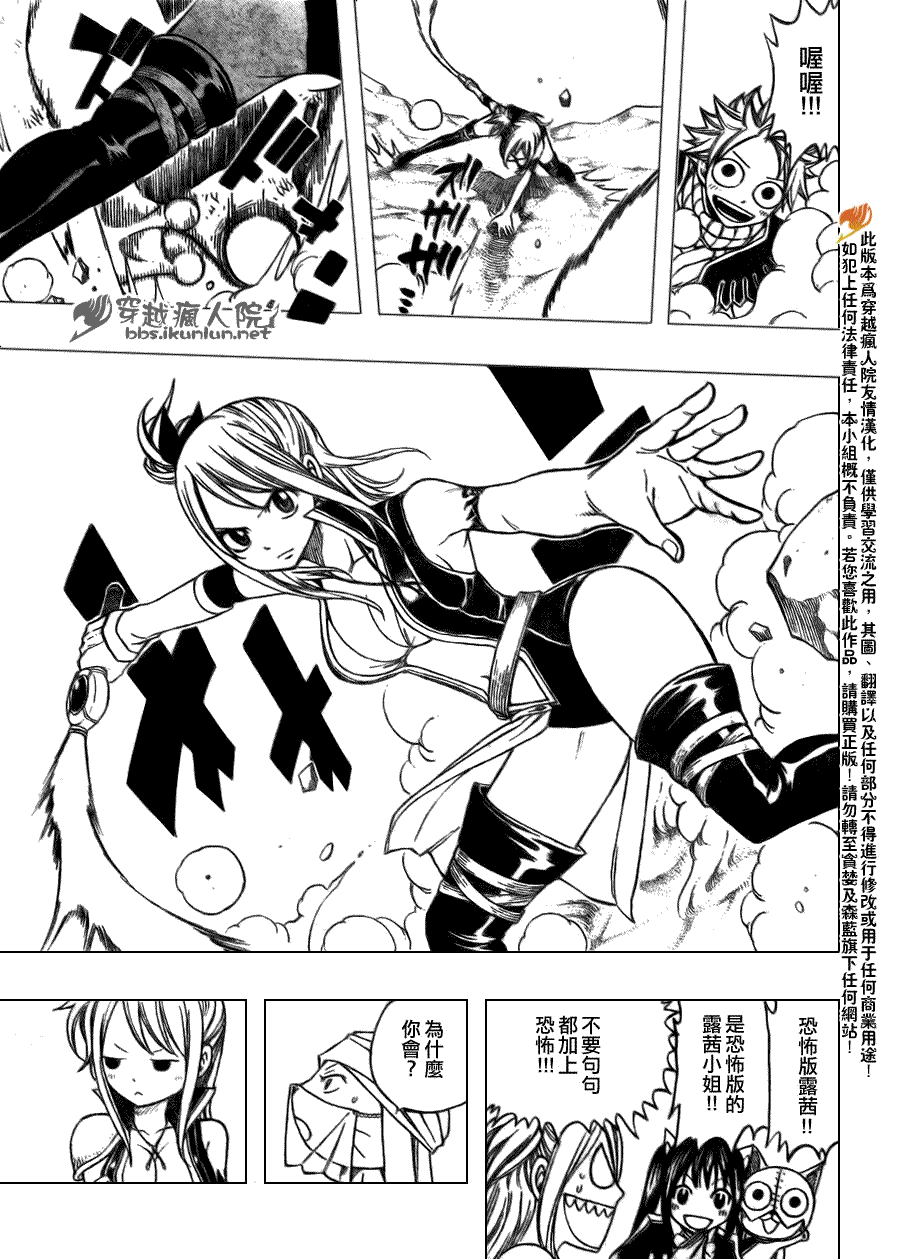 喔喔!!!
ズザザ
穿越瘋人院
bbs.ikunlun.net
恐怖版露茜!!
是恐怖版的
露茜小姐!!
不要句句
都加上
恐怖!!!
為什麼
你會?
此版本爲穿越瘋人院友情漢化，僅供學習交流之用，其圖、翻譯以及任何部分不得進行修改或用于任何商業用途！
如犯上任何法律責任，本小組概不負責。若您喜歡此作品，請購買正版！請勿轉至貪婪及森藍旗下任何網站！